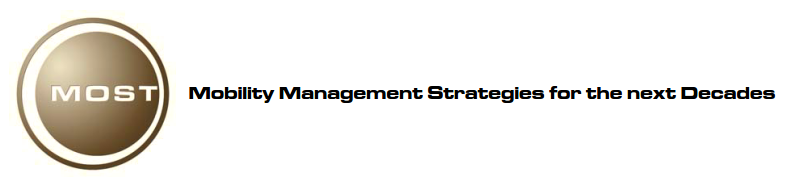 MOST
Mobility Management Strategies for the next Decades